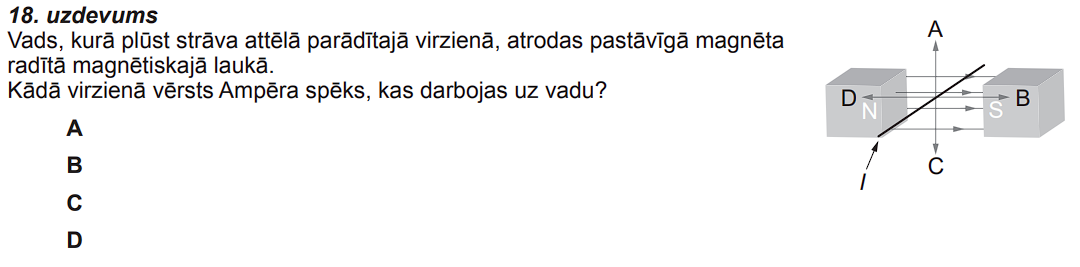 18. uzdevums
Vads, kurā plūst strāva attēlā parādītajā virzienā, atrodas pastāvīgā magnēta
radītā magnētiskajā laukā.
Kādā virzienā vērsts Ampēra spēks, kas darbojas uz vadu?
A
B
C
D
A
D
N
S
B
C
I